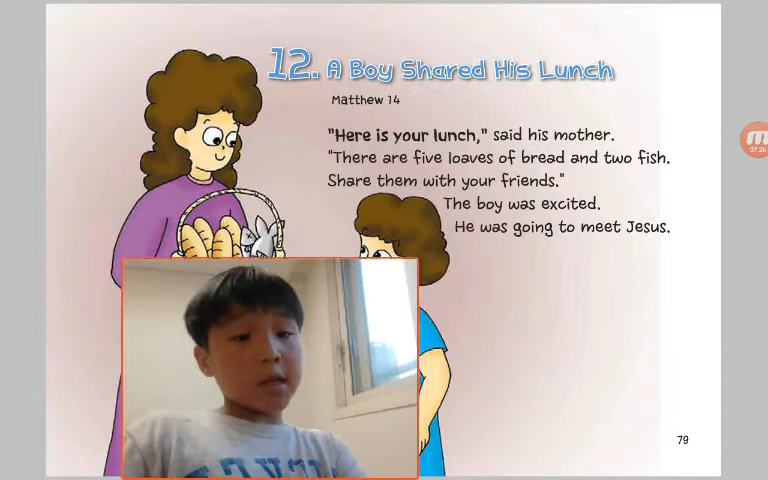 12. A Boy Shared His Lunch
Matthew 14
"Here is your lunch," said his mother.
"There are five loaves of bread and two fish.
Share them with your friends."
The boy was excited.
He was going to meet Jesus.
79
M
07:26